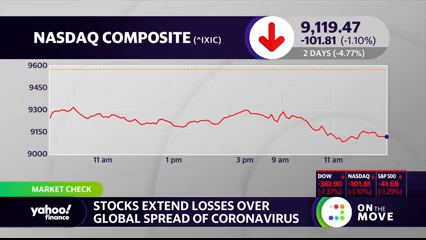 NASDAQ COMPOSITE (^IXIC)
9,119.47
-101.81 (-1.10%)
2 DAYS (-4.77%)
9600
9300
9150
9000
11 am
1 pm
3 pm
9 am
11 am
DOW
-382.90
-1.37%
NASDAQ
-101.81
-1.10%
S&P 500
-41.68
-1.29%
MARKET CHECK
yahoo!
finance
STOCKS EXTEND LOSSES OVER
GLOBAL SPREAD OF CORONAVIRUS
ON THE
MOVE